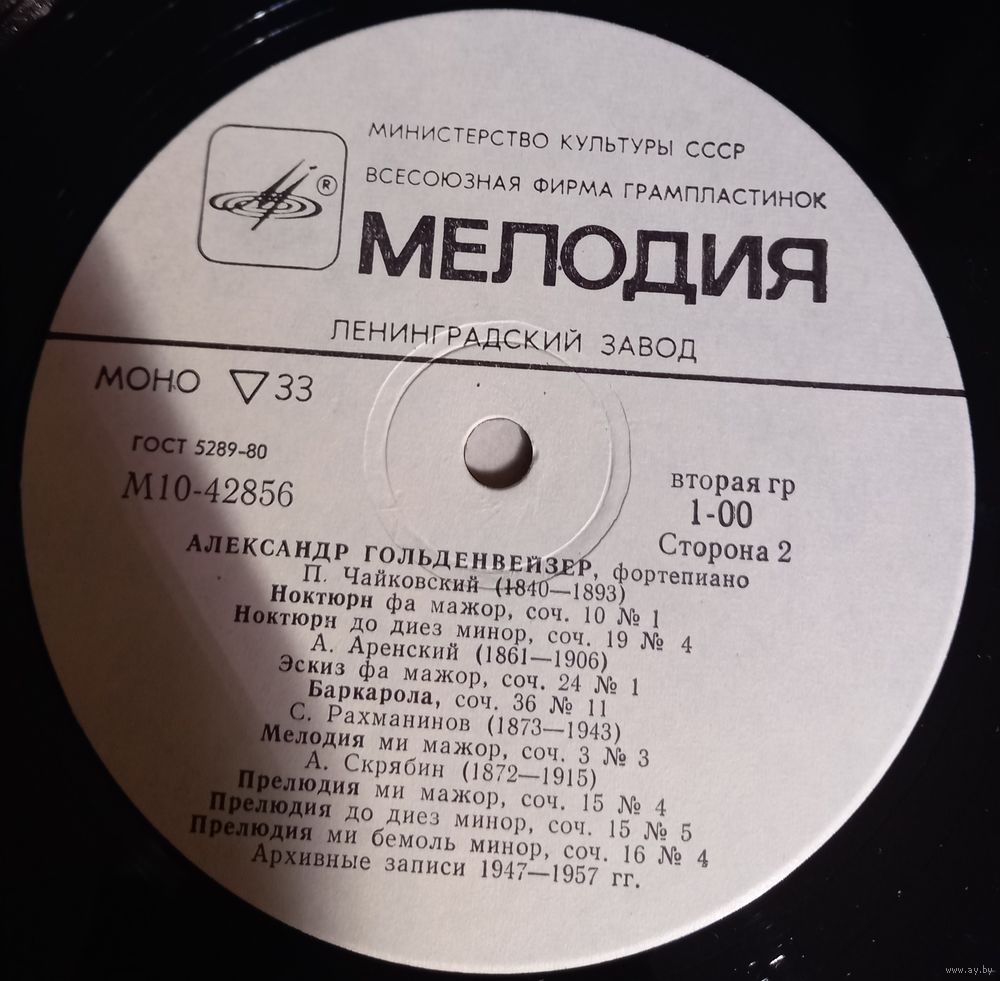 МИНИСТЕРСТВО КУЛЬТУРЫ СССР
ВСЕСОЮЗНАЯ ФИРМА ГРАМПЛАСТИНОК
®
МЕЛОДИЯ
ЛЕНИНГРАДСКИЙ ЗАВОД
МОНО ▽ 33
ГОСТ 5289-80
М10-42856
вторая гр
1-00
Сторона 2
АЛЕКСАНДР ГОЛЬДЕНВЕЙЗЕР, фортепиано
П. Чайковский (1840—1893)
Ноктюрн фа мажор, соч. 10 № 1
Ноктюрн до диез минор, соч. 19 № 4
А. Аренский (1861—1906)
Эскиз фа мажор, соч. 24 № 1
Баркарола, соч. 36 № 11
С. Рахманинов (1873—1943)
Мелодия ми мажор, соч. 3 № 3
А. Скрябин (1872—1915)
Прелюдия ми мажор, соч. 15 № 4
Прелюдия до диез минор, соч. 15 № 5
Прелюдия ми бемоль минор, соч. 16 № 4
Архивные записи 1947—1957 гг.
www.ay.by